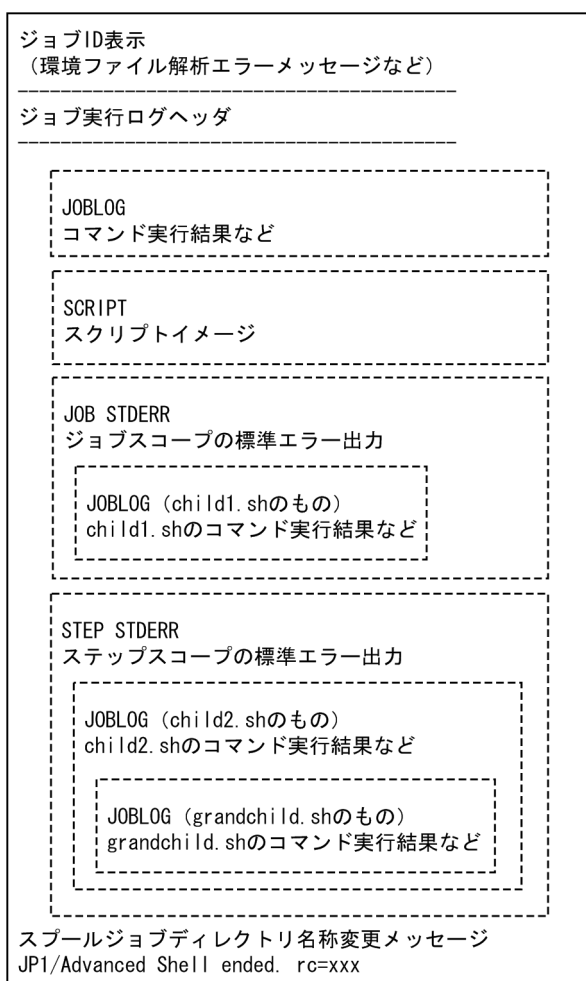 ジョブID表示
（環境ファイル解析エラーメッセージなど）
-----------------------------------------
ジョブ実行ログヘッダ
-----------------------------------------
JOBLOG
コマンド実行結果など
SCRIPT
スクリプトイメージ
JOB STDERR
ジョブスコープの標準エラー出力
JOBLOG（child1.shのもの）
child1.shのコマンド実行結果など
STEP STDERR
ステップスコープの標準エラー出力
JOBLOG（child2.shのもの）
child2.shのコマンド実行結果など
JOBLOG（grandchild.shのもの）
grandchild.shのコマンド実行結果など
スプールジョブディレクトリ名称変更メッセージ
JP1/Advanced Shell ended. rc=xxx